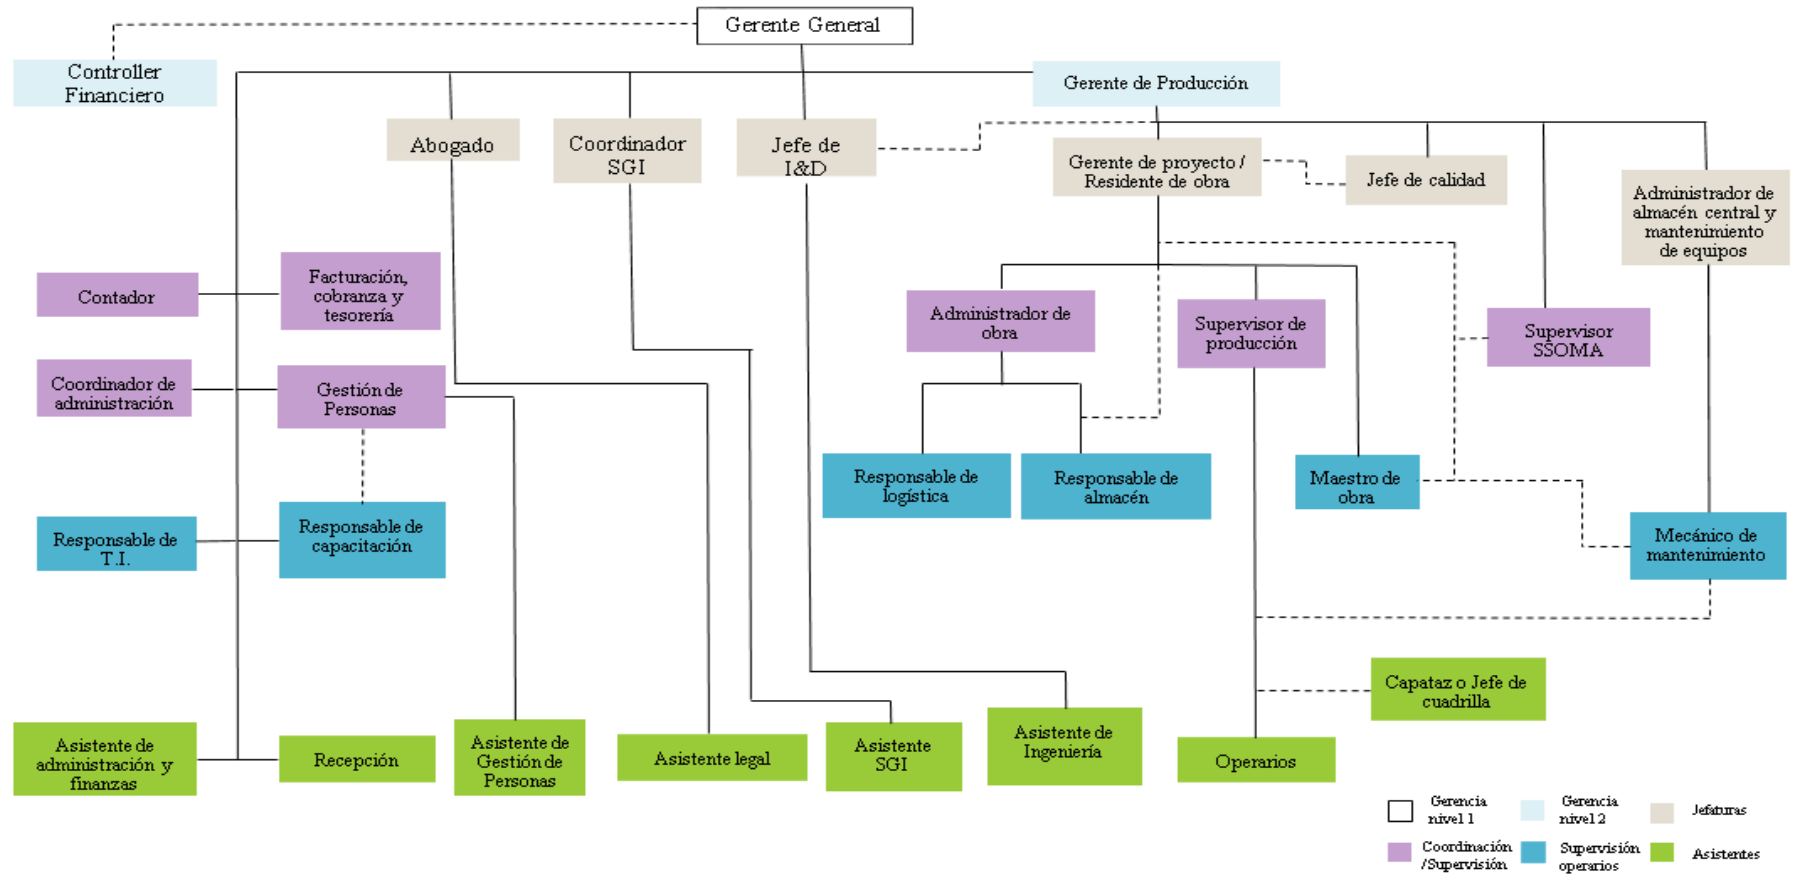 Gerente General
Controller
Financiero
Gerente de Producción
Abogado
Coordinador
SGI
Jefe de
I&D
Gerente de proyecto /
Residente de obra
Jefe de calidad
Administrador de
almacén central y
mantenimiento
de equipos
Contador
Facturación,
cobranza y
tesorería
Administrador de
obra
Supervisor de
producción
Supervisor
SSOMA
Coordinador de
administración
Gestión de
Personas
Responsable de
logística
Responsable de
almacén
Maestro de
obra
Responsable de
T.I.
Responsable de
capacitación
Mecánico de
mantenimiento
Capataz o Jefe de
cuadrilla
Asistente de
administración y
finanzas
Recepción
Asistente de
Gestión de
Personas
Asistente legal
Asistente
SGI
Asistente de
Ingeniería
Operarios
Gerencia
nivel 1
Gerencia
nivel 2
Jefaturas
Coordinación
/Supervisión
Supervisión
operarios
Asistentes